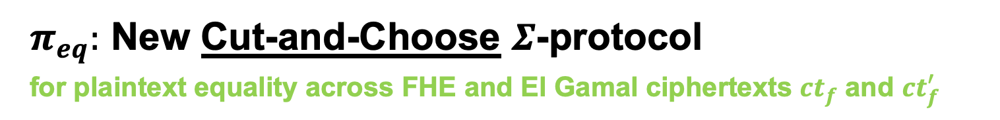 π_eq: New Cut-and-Choose Σ-protocol
for plaintext equality across FHE and El Gamal ciphertexts ct_f and ct'_f